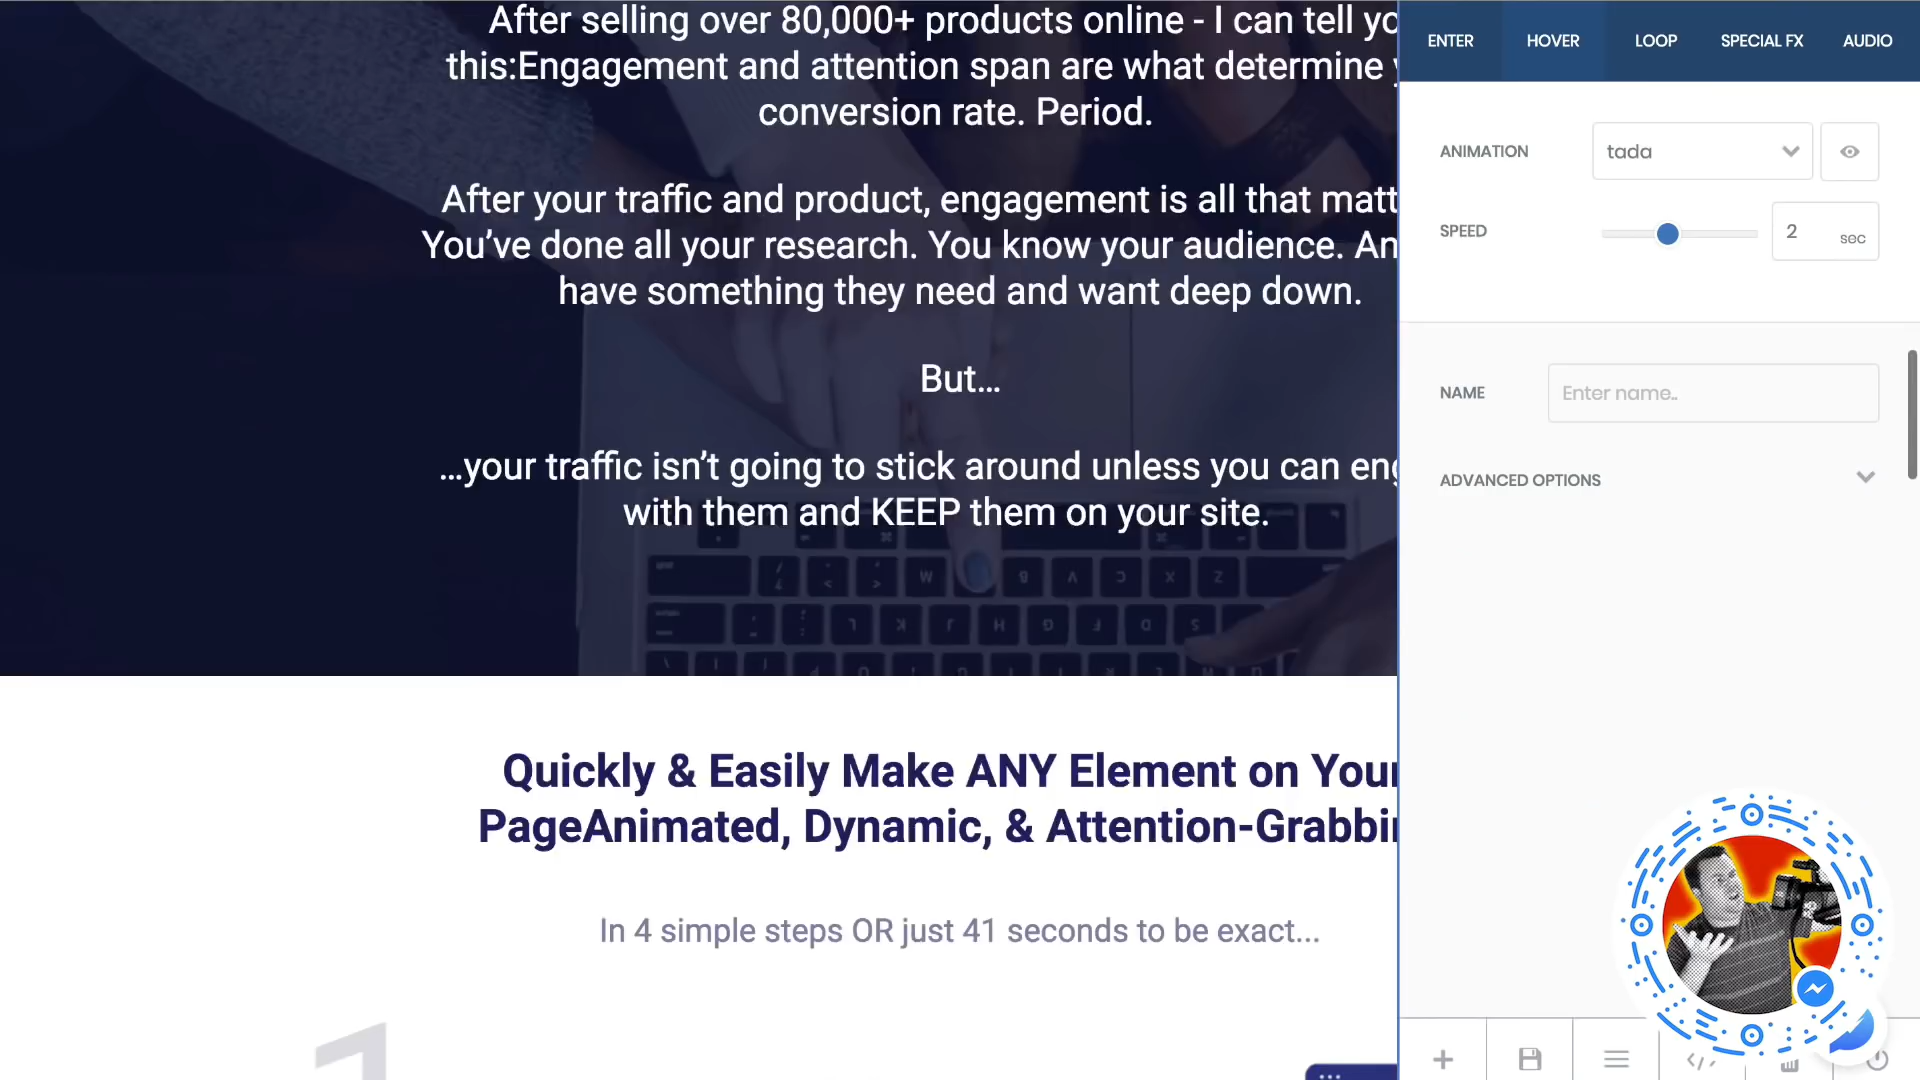 After selling over 80,000+ products online - I can tell yo
this:Engagement and attention span are what determine
conversion rate. Period.
After your traffic and product, engagement is all that matt
You’ve done all your research. You know your audience. An
have something they need and want deep down.
But…
…your traffic isn’t going to stick around unless you can eng
with them and KEEP them on your site.
Quickly & Easily Make ANY Element on Your
PageAnimated, Dynamic, & Attention-Grabbin
In 4 simple steps OR just 41 seconds to be exact...
1
ENTER
HOVER
LOOP
SPECIAL FX
AUDIO
ANIMATION
tada
SPEED
2
sec
NAME
Enter name..
ADVANCED OPTIONS